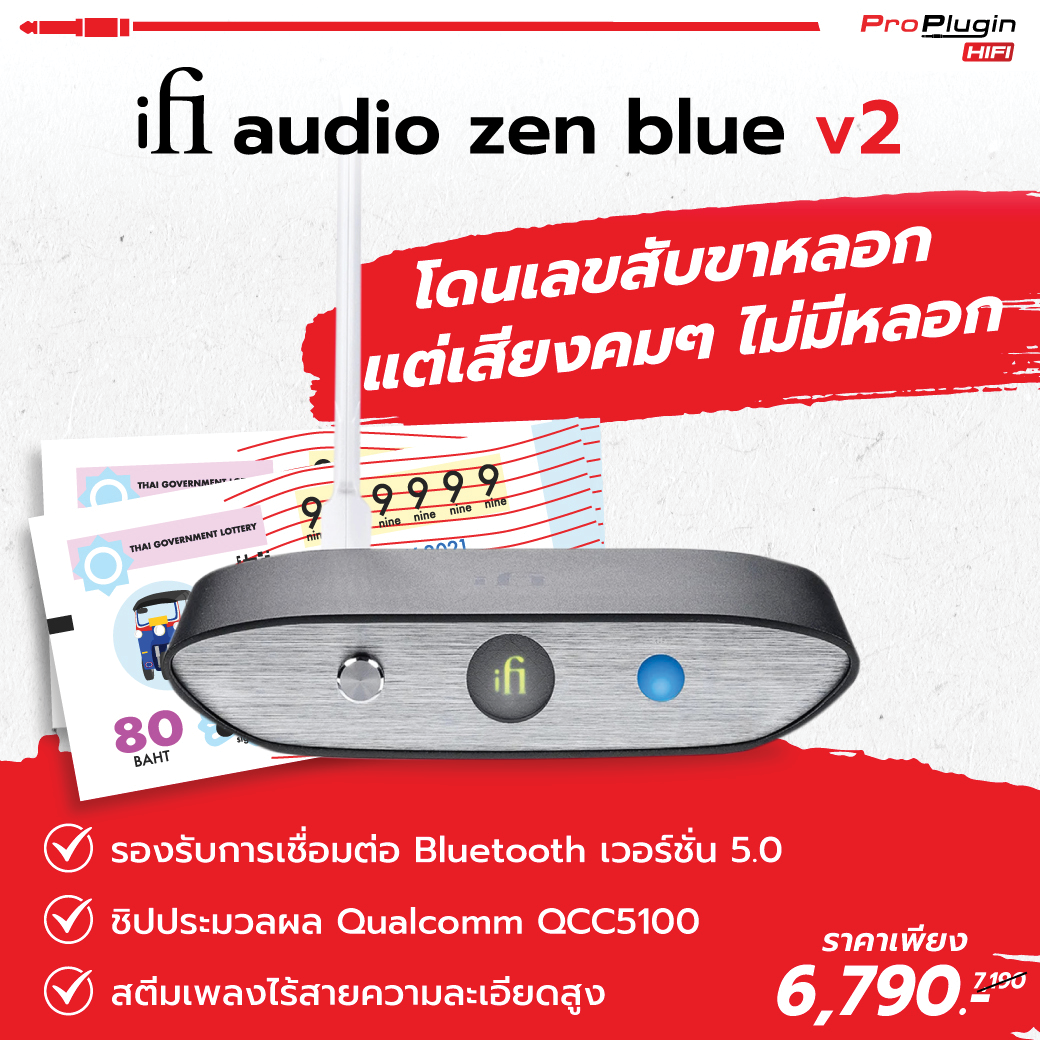 ProPlugin
HIFI
ifi audio zen blue v2
โดนเลขสับขาหลอก
แต่เสียงคมๆ ไม่มีหลอก
THAI GOVERNMENT LOTTERY
9 9 9 9 9
nine nine nine nine
2021
THAI GOVERNMENT LOTTERY
80
BAHT
ifi
รองรับการเชื่อมต่อ Bluetooth เวอร์ชั่น 5.0
ชิปประมวลผล Qualcomm QCC5100
สตีมเพลงไร้สายความละเอียดสูง
ราคาเพียง
6,790.- 7,190